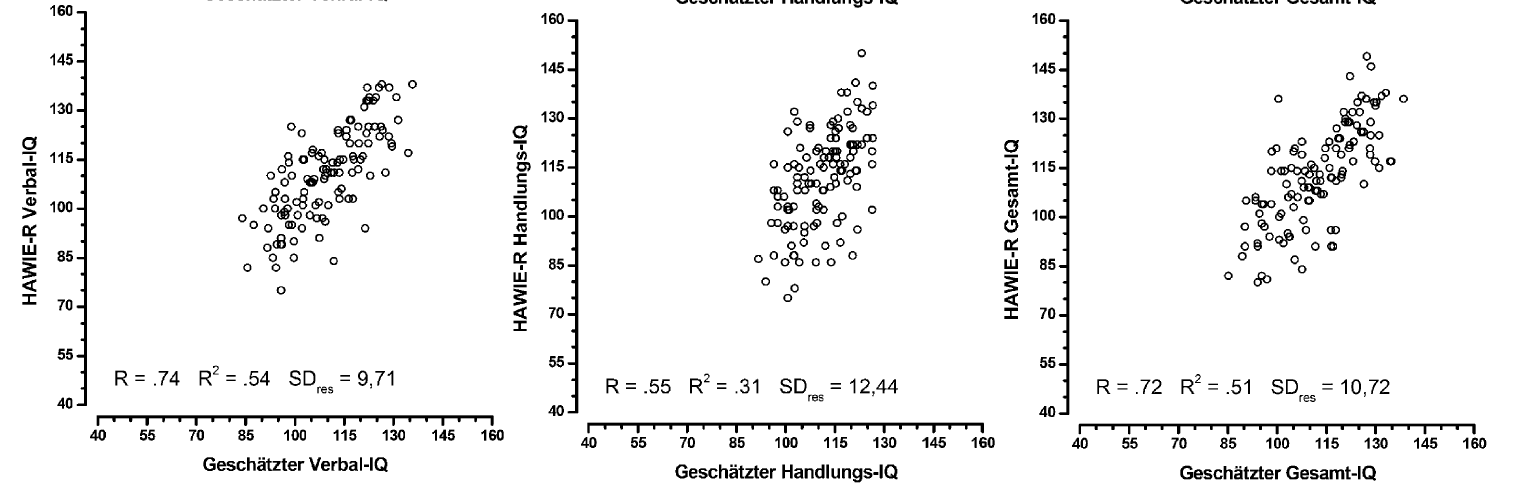 Geschätzter Verbal-IQ
160
145
130
115
100
85
70
55
40
HAWIE-R Verbal-IQ
R = .74 R² = .54 SDres = 9,71
40 55 70 85 100 115 130 145 160
Geschätzter Verbal-IQ
Geschätzter Handlungs-IQ
160
145
130
115
100
85
70
55
40
HAWIE-R Handlungs-IQ
R = .55 R² = .31 SDres = 12,44
40 55 70 85 100 115 130 145 160
Geschätzter Handlungs-IQ
Geschätzter Gesamt-IQ
160
145
130
115
100
85
70
55
40
HAWIE-R Gesamt-IQ
R = .72 R² = .51 SDres = 10,72
40 55 70 85 100 115 130 145 160
Geschätzter Gesamt-IQ